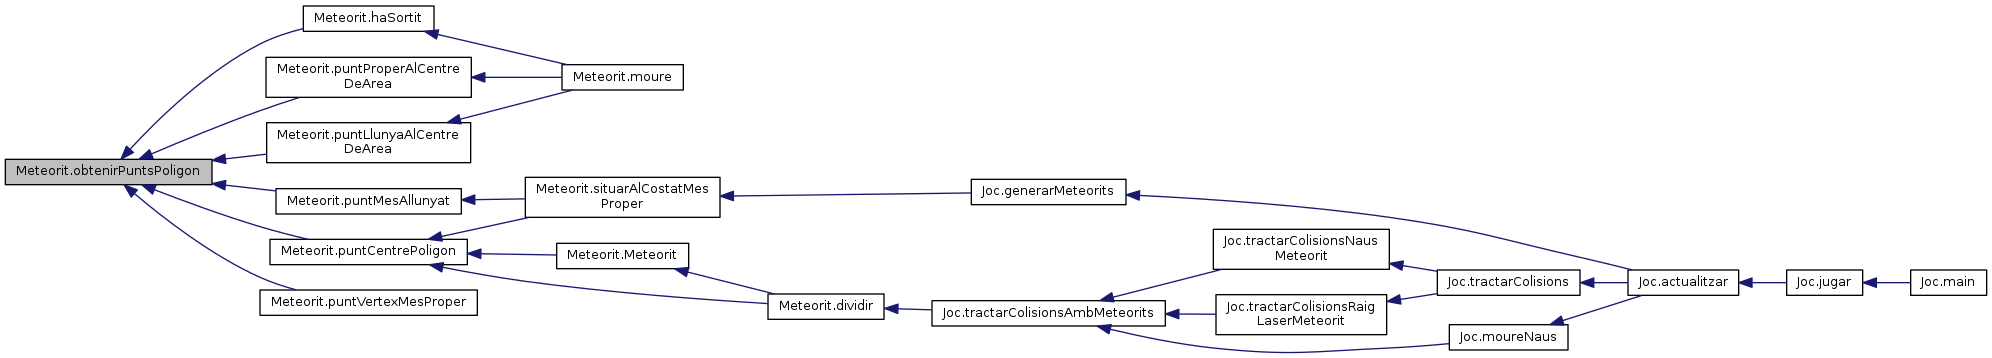 Meteorit.haSortit
Meteorit.puntProperAlCentre
DeArea
Meteorit.moure
Meteorit.puntLlunyaAlCentre
DeArea
Meteorit.obtenirPuntsPoligon
Meteorit.puntMesAllunyat
Meteorit.situarAlCostatMes
Proper
Joc.generarMeteorits
Meteorit.puntCentrePoligon
Meteorit.Meteorit
Joc.tractarColisionsNaus
Meteorit
Meteorit.puntVertexMesProper
Meteorit.dividir
Joc.tractarColisionsAmbMeteorits
Joc.tractarColisionsRaig
LaserMeteorit
Joc.tractarColisions
Joc.moureNaus
Joc.actualitzar
Joc.jugar
Joc.main